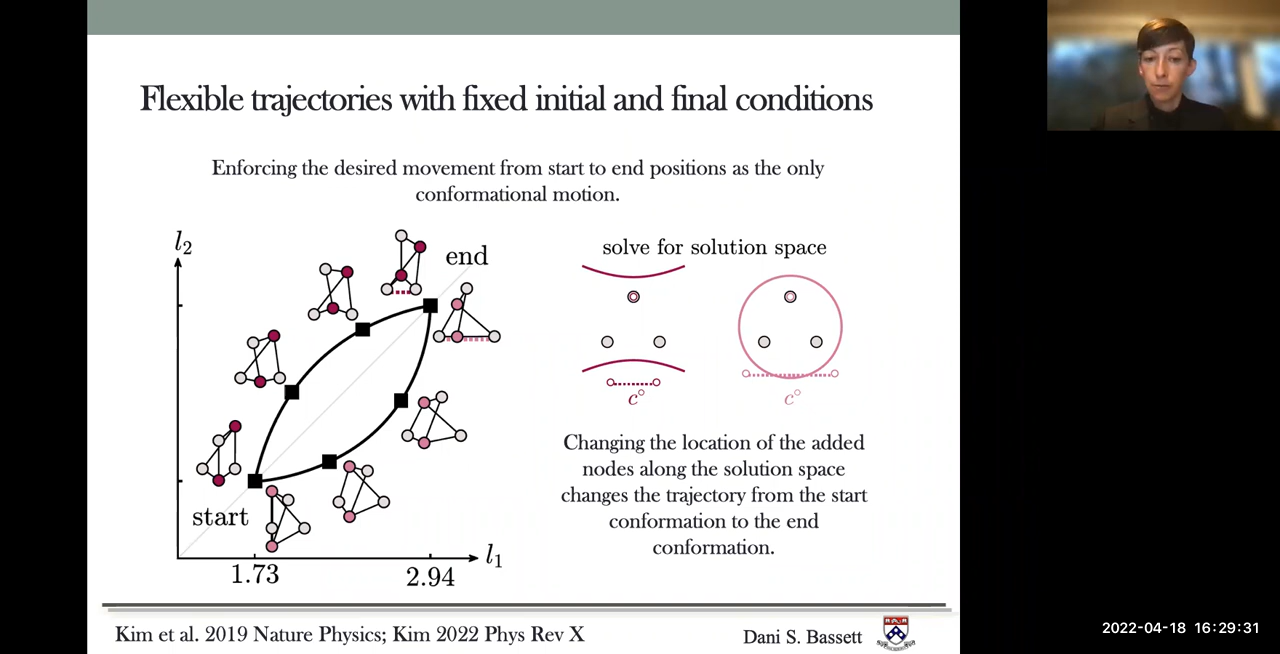 Flexible trajectories with fixed initial and final conditions
Enforcing the desired movement from start to end positions as the only
conformational motion.
l₂
end
start
l₁
1.73
2.94
solve for solution space
c°
c°
Changing the location of the added
nodes along the solution space
changes the trajectory from the start
conformation to the end
conformation.
Kim et al. 2019 Nature Physics; Kim 2022 Phys Rev X
Dani S. Bassett
2022-04-18 16:29:31